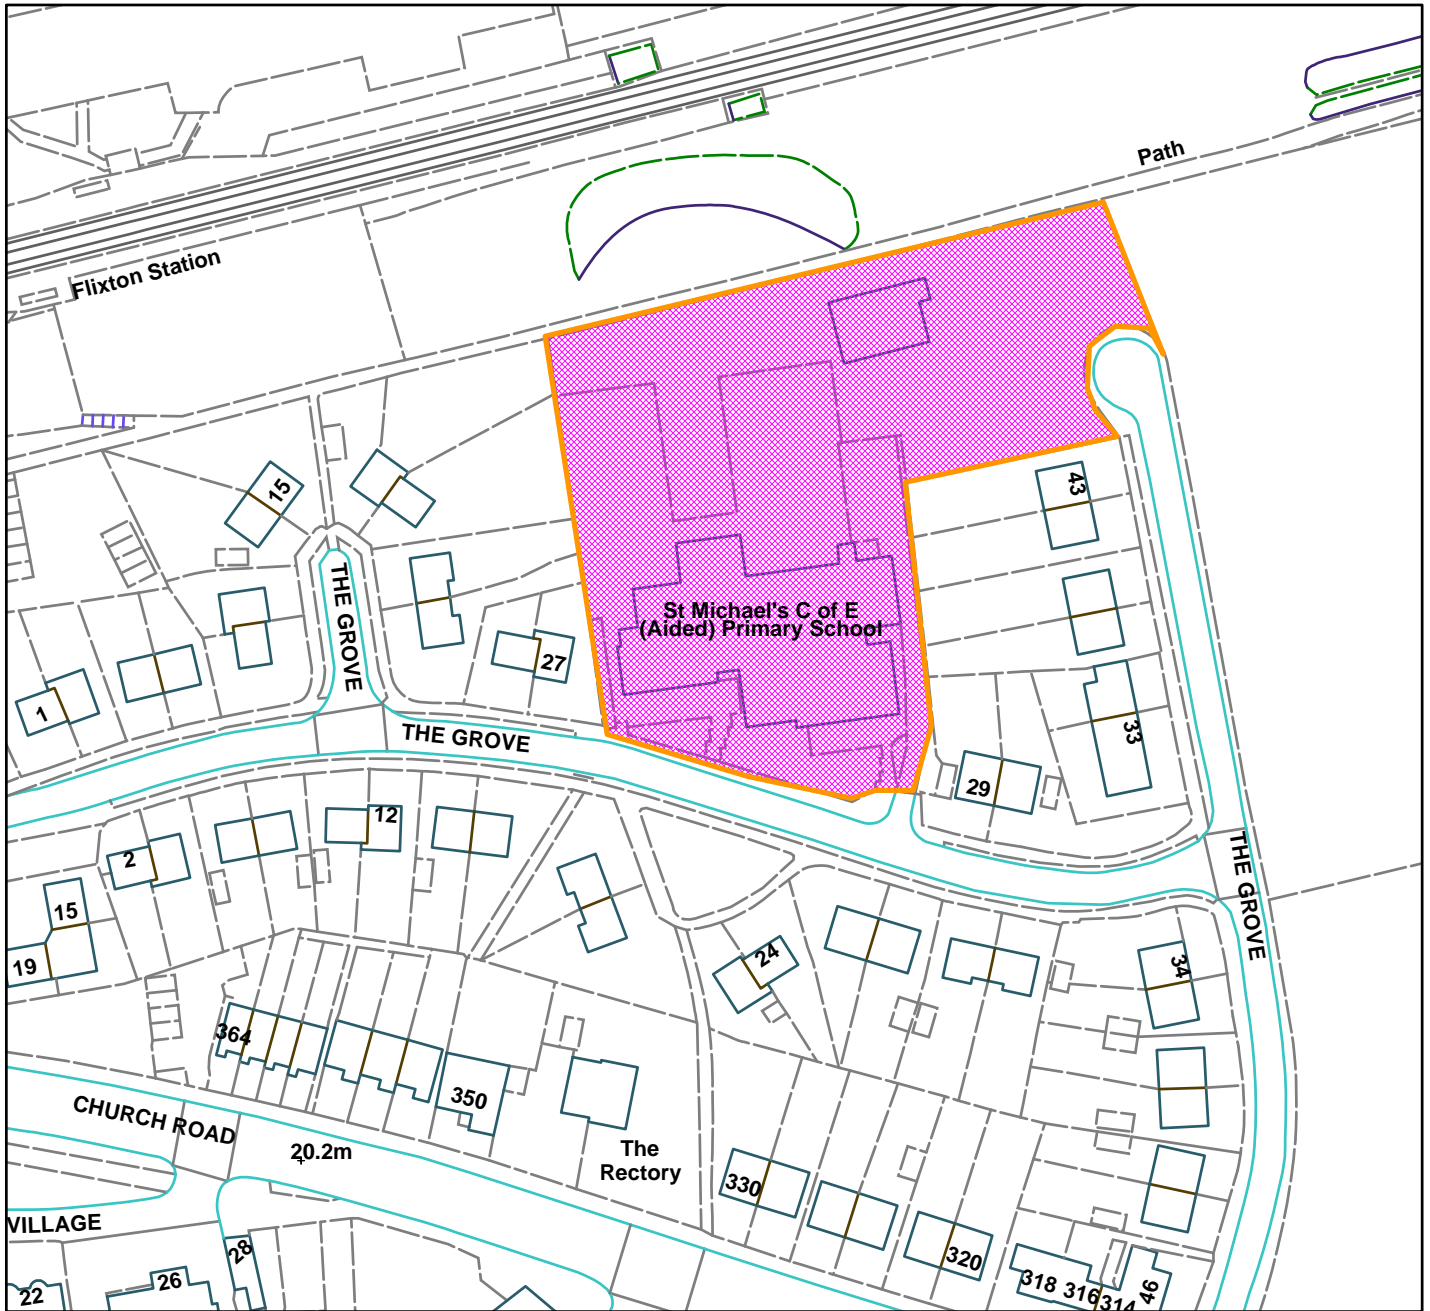 Path
Flixton Station
15
43
THE GROVE
St Michael's C of E
(Aided) Primary School
27
1
33
THE GROVE
29
12
2
THE GROVE
15
19
24
34
364
350
CHURCH ROAD
20.2m
The
Rectory
330
VILLAGE
28
320
26
22
318
316
314
46